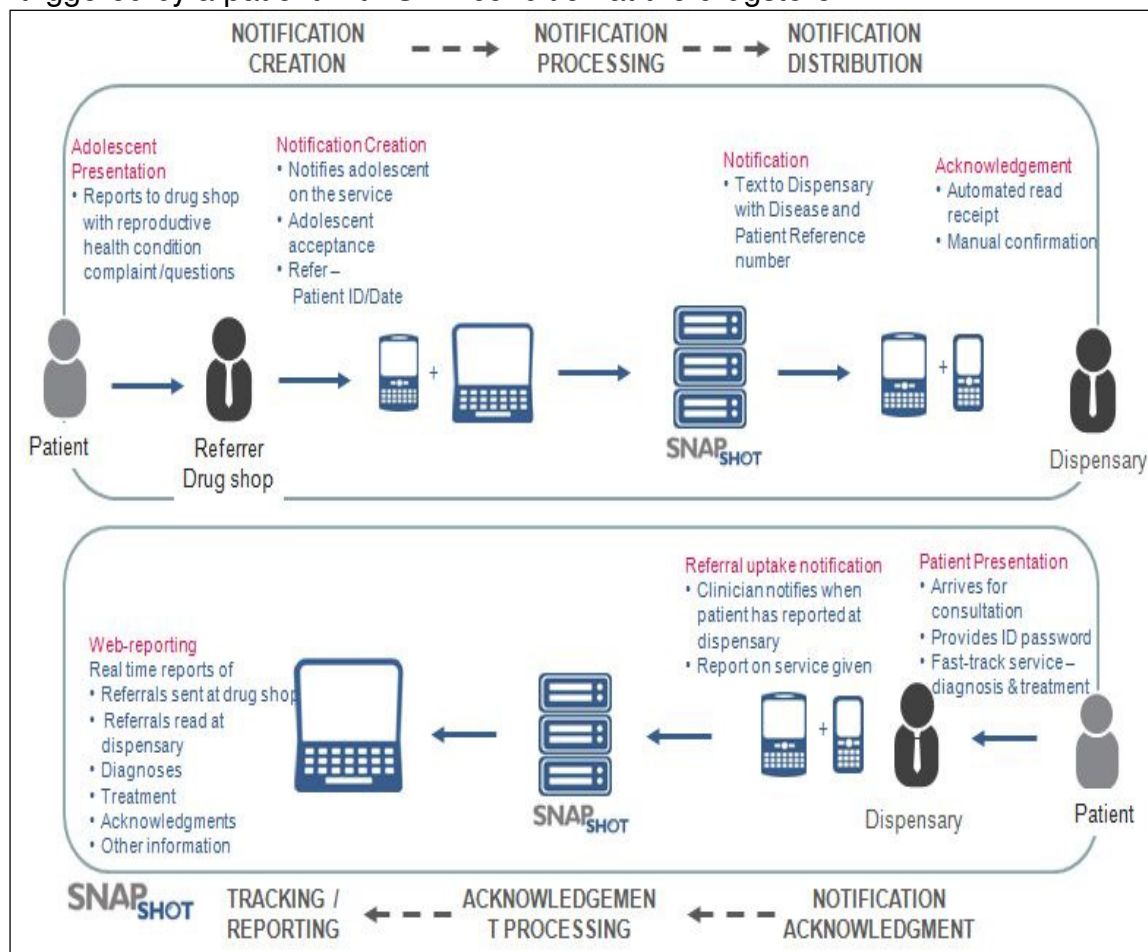 NOTIFICATION
CREATION
NOTIFICATION
PROCESSING
NOTIFICATION
DISTRIBUTION
Adolescent
Presentation
• Reports to drug shop
with reproductive
health condition
complaint/questions
Notification Creation
• Notifies adolescent
on the service
• Adolescent
acceptance
• Refer –
Patient ID/Date
Notification
• Text to Dispensary
with Disease and
Patient Reference
number
Acknowledgement
• Automated read
receipt
• Manual confirmation
+
+
Patient
Referrer
Drug shop
SNAPSHOT
Dispensary
Web-reporting
Real time reports of
• Referrals sent at drug shop
• Referrals read at
dispensary
• Diagnoses
• Treatment
• Acknowledgments
• Other information
Referral uptake notification
• Clinician notifies when
patient has reported at
dispensary
• Report on service given
Patient Presentation
• Arrives for
consultation
• Provides ID password
• Fast-track service –
diagnosis & treatment
+
SNAPSHOT
Dispensary
Patient
SNAPSHOT
TRACKING /
REPORTING
ACKNOWLEDGEMEN
T PROCESSING
NOTIFICATION
ACKNOWLEDGMENT